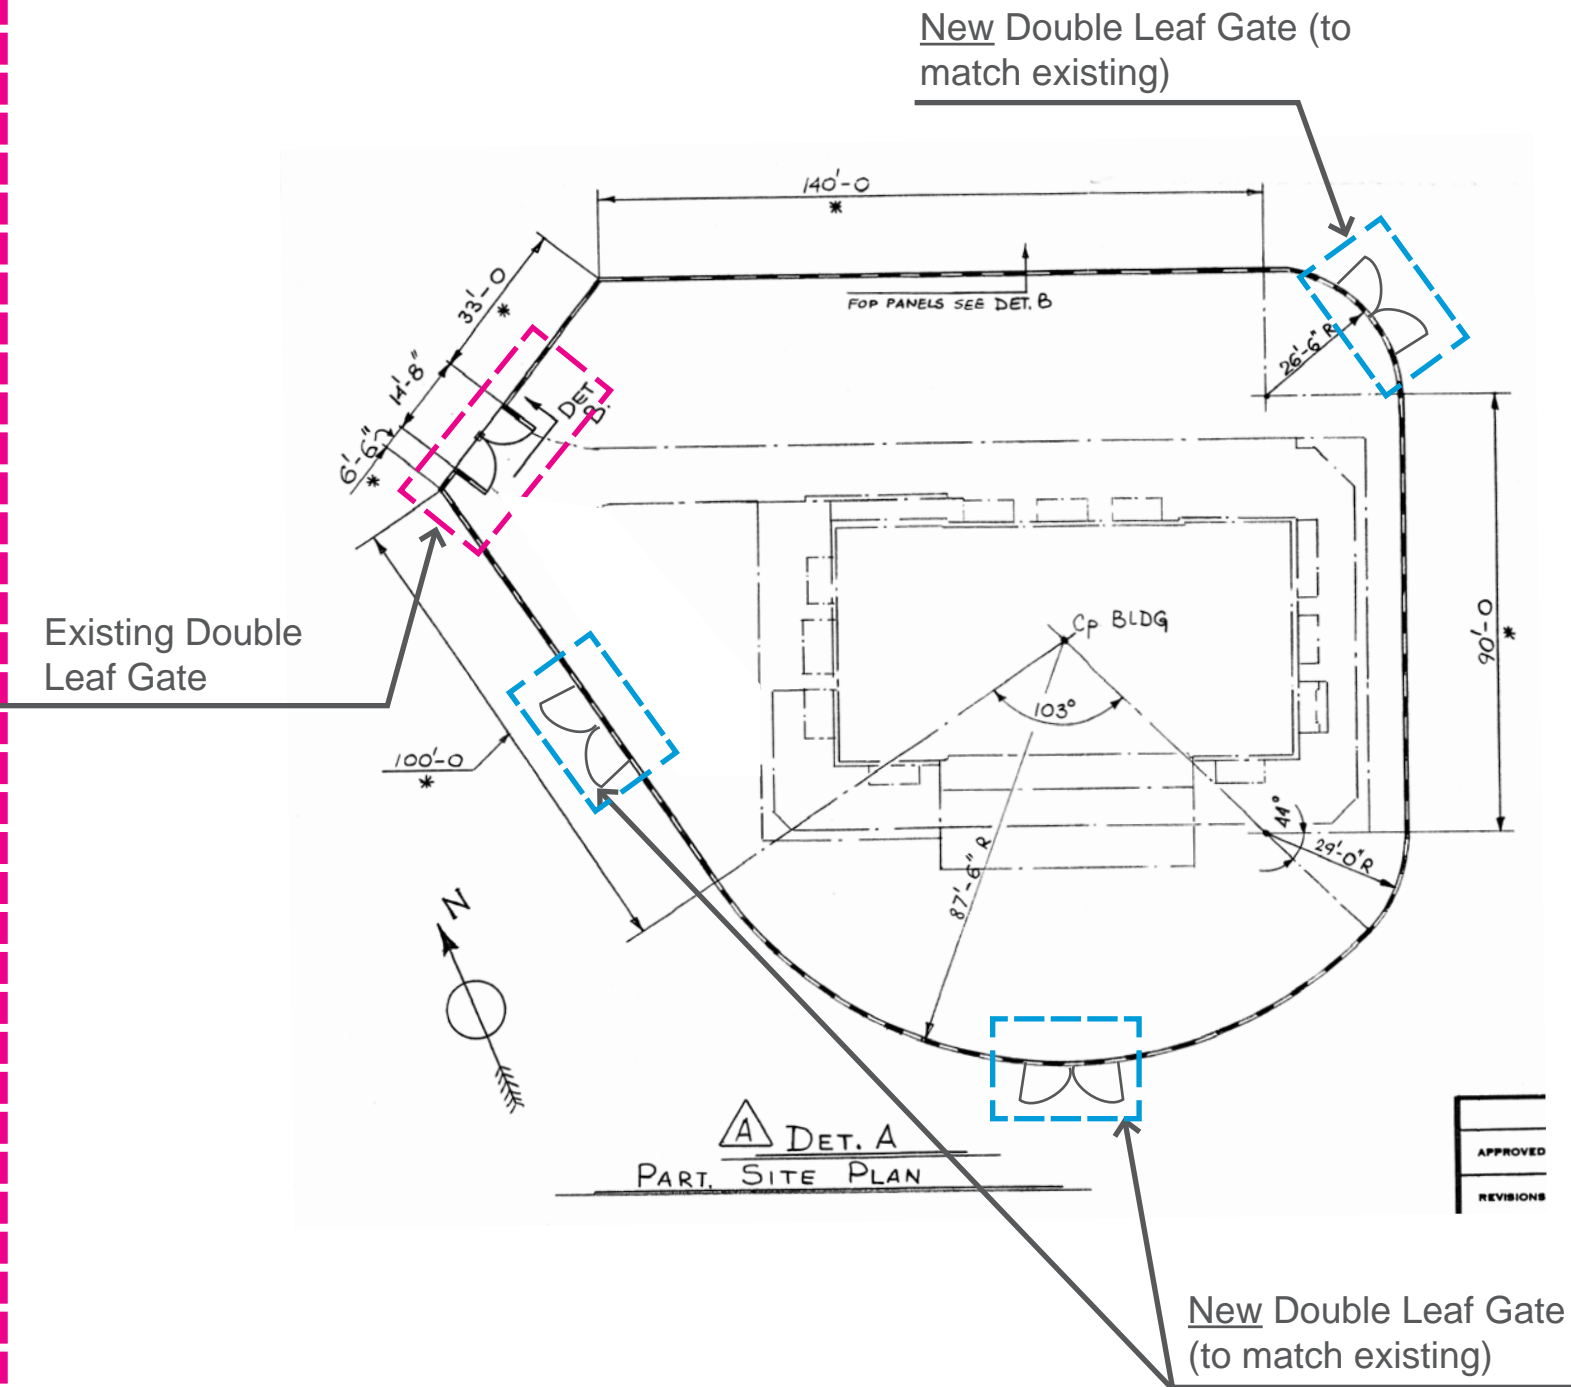 New Double Leaf Gate (to
match existing)
140'-0
*
33'-0
*
FOP PANELS SEE DET. B
14'-8"
26'-6" R
DET
B.
6'-6"
*
Existing Double
Leaf Gate
Cp BLDG
90'-0
*
103°
100'-0
*
44°
29'-0" R
87'-6" R
N
A DET. A
PART. SITE PLAN
APPROVED
REVISIONS
New Double Leaf Gate
(to match existing)